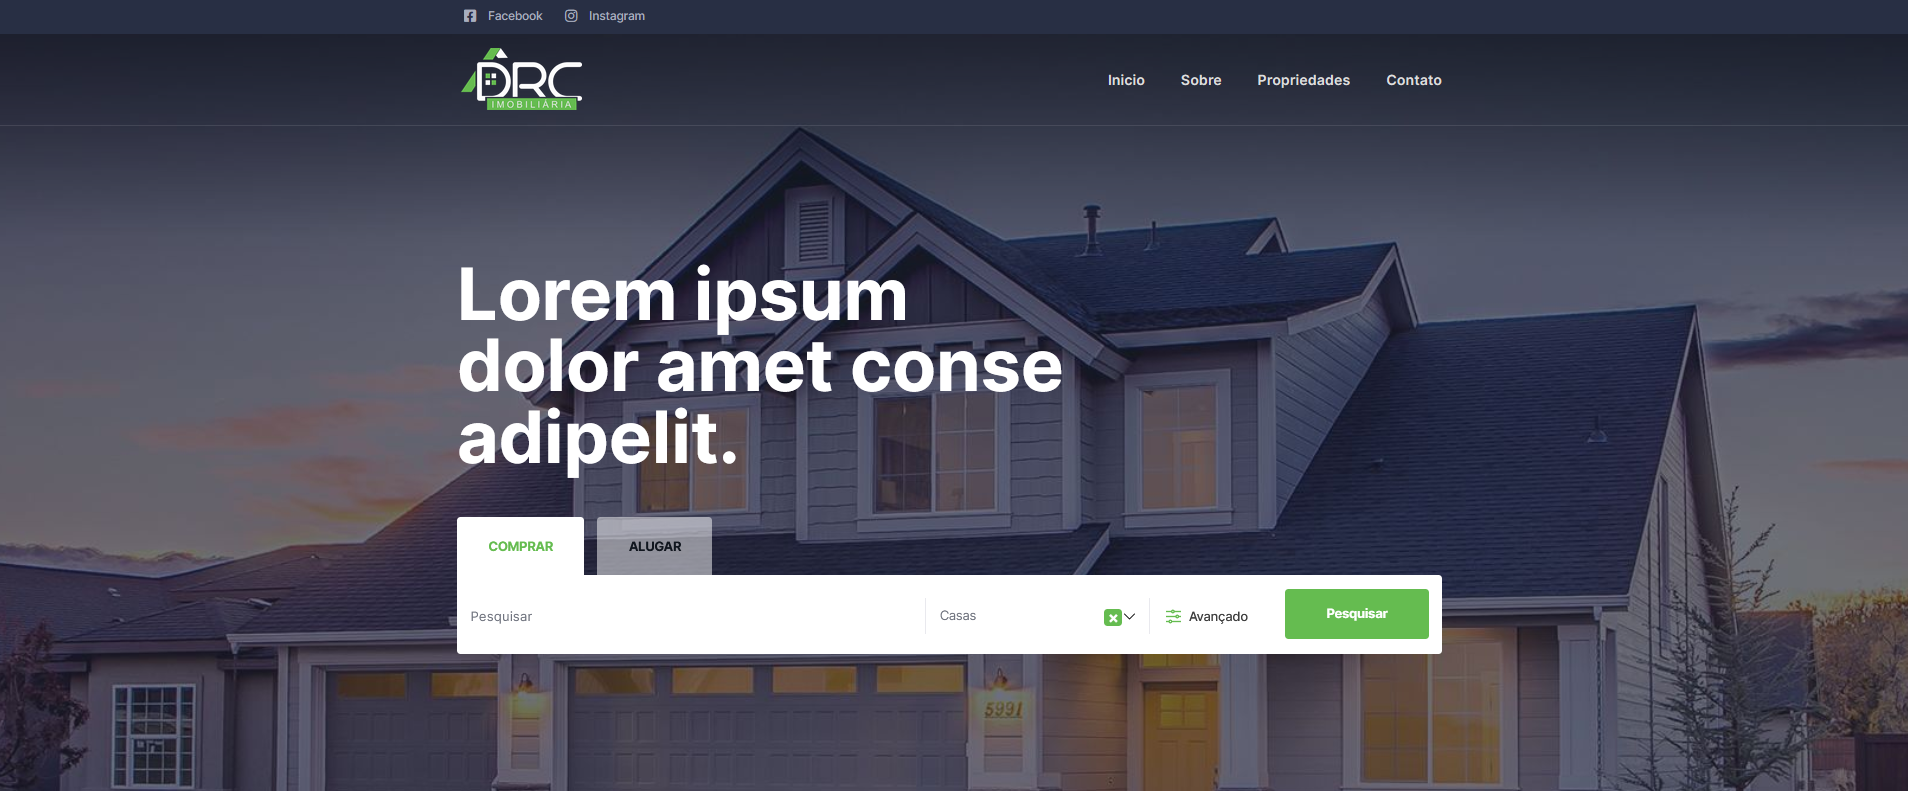 Facebook Instagram
DRC
IMOBILIÁRIA
Inicio Sobre Propriedades Contato
Lorem ipsum
dolor amet conse
adipelit.
COMPRAR ALUGAR
Pesquisar Casas Avançado Pesquisar
5991